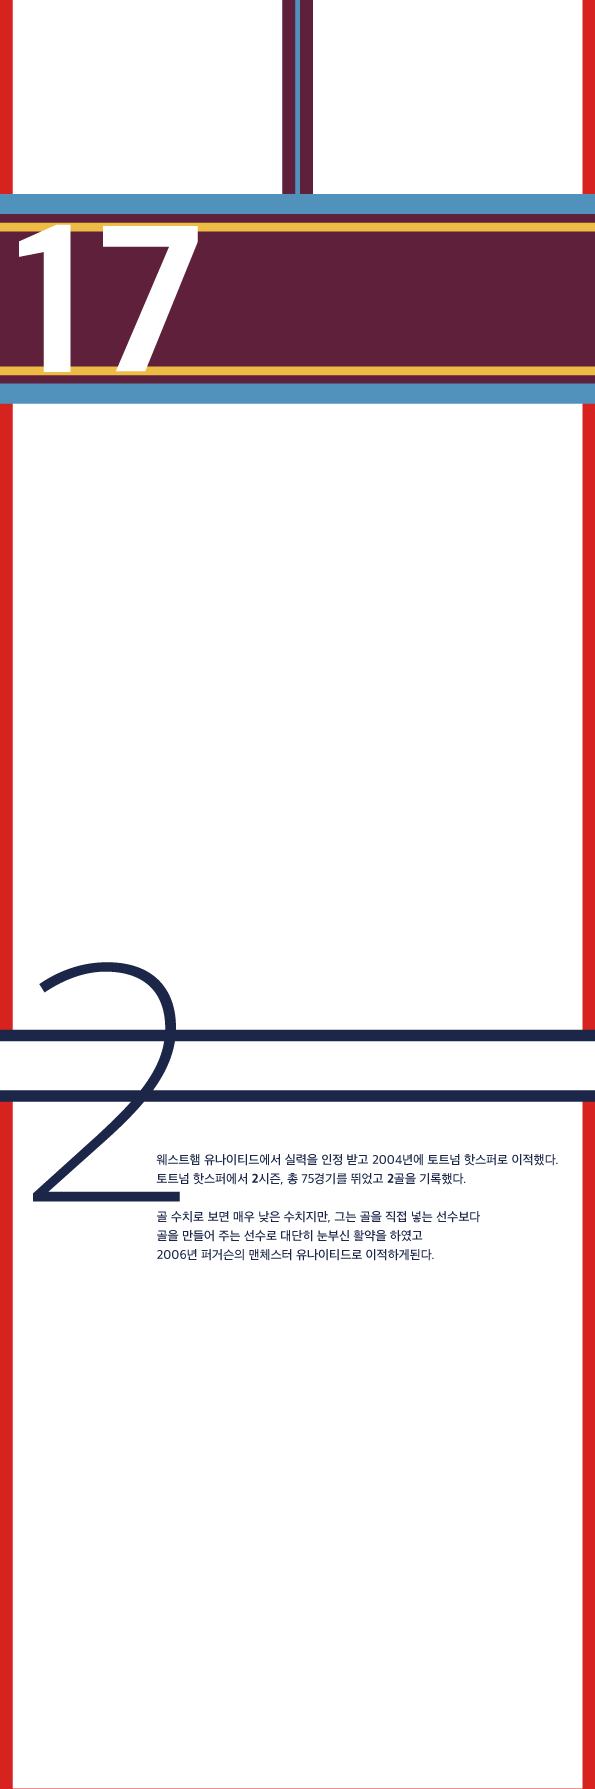 17
2
웨스트햄 유나이티드에서 실력을 인정 받고 2004년에 토트넘 핫스퍼로 이적했다.
토트넘 핫스퍼에서 2시즌, 총 75경기를 뛰었고 2골을 기록했다.
골 수치로 보면 매우 낮은 수치지만, 그는 골을 직접 넣는 선수보다
골을 만들어 주는 선수로 대단히 눈부신 활약을 하였고
2006년 퍼거슨의 맨체스터 유나이티드로 이적하게된다.